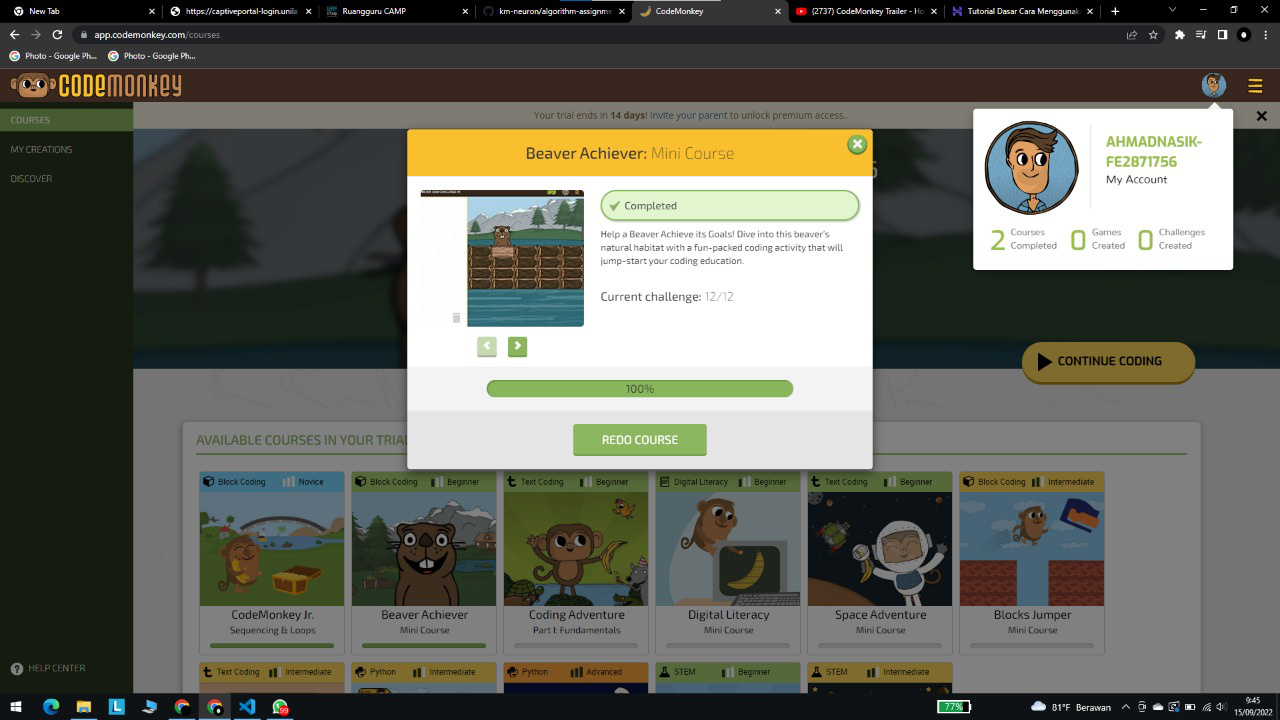 New Tab
https://captiveportal-login.unila.
Ruangguru CAMP
km-neuron/algorithm-assignme
CodeMonkey
(2737) CodeMonkey Trailer - Ho
Tutorial Dasar Cara Menggunak
app.codemonkey.com/courses
Photo - Google Ph...
Photo - Google Ph...
CODEMONKEY
Your trial ends in 14 days! Invite your parent to unlock premium access..
COURSES
MY CREATIONS
DISCOVER
HELP CENTER
Beaver Achiever: Mini Course
Completed
Help a Beaver Achieve its Goals! Dive into this beaver's
natural habitat with a fun-packed coding activity that will
jump-start your coding education.
Current challenge: 12/12
100%
REDO COURSE
AHMADNASIK-
FE2871756
My Account
2 Courses Completed
0 Games Created
0 Challenges Created
CONTINUE CODING
AVAILABLE COURSES IN YOUR TRIA
Block Coding Novice
CodeMonkey Jr.
Sequencing & Loops
Block Coding Beginner
Beaver Achiever
Mini Course
Text Coding Beginner
Coding Adventure
Part I: Fundamentals
Digital Literacy Beginner
Digital Literacy
Mini Course
Text Coding Beginner
Space Adventure
Mini Course
Block Coding Intermediate
Blocks Jumper
Mini Course
Text Coding Intermediate
Python Intermediate
Python Advanced
STEM Beginner
STEM Intermediate
99
77%
81°F Berawan
9:45
15/09/2022